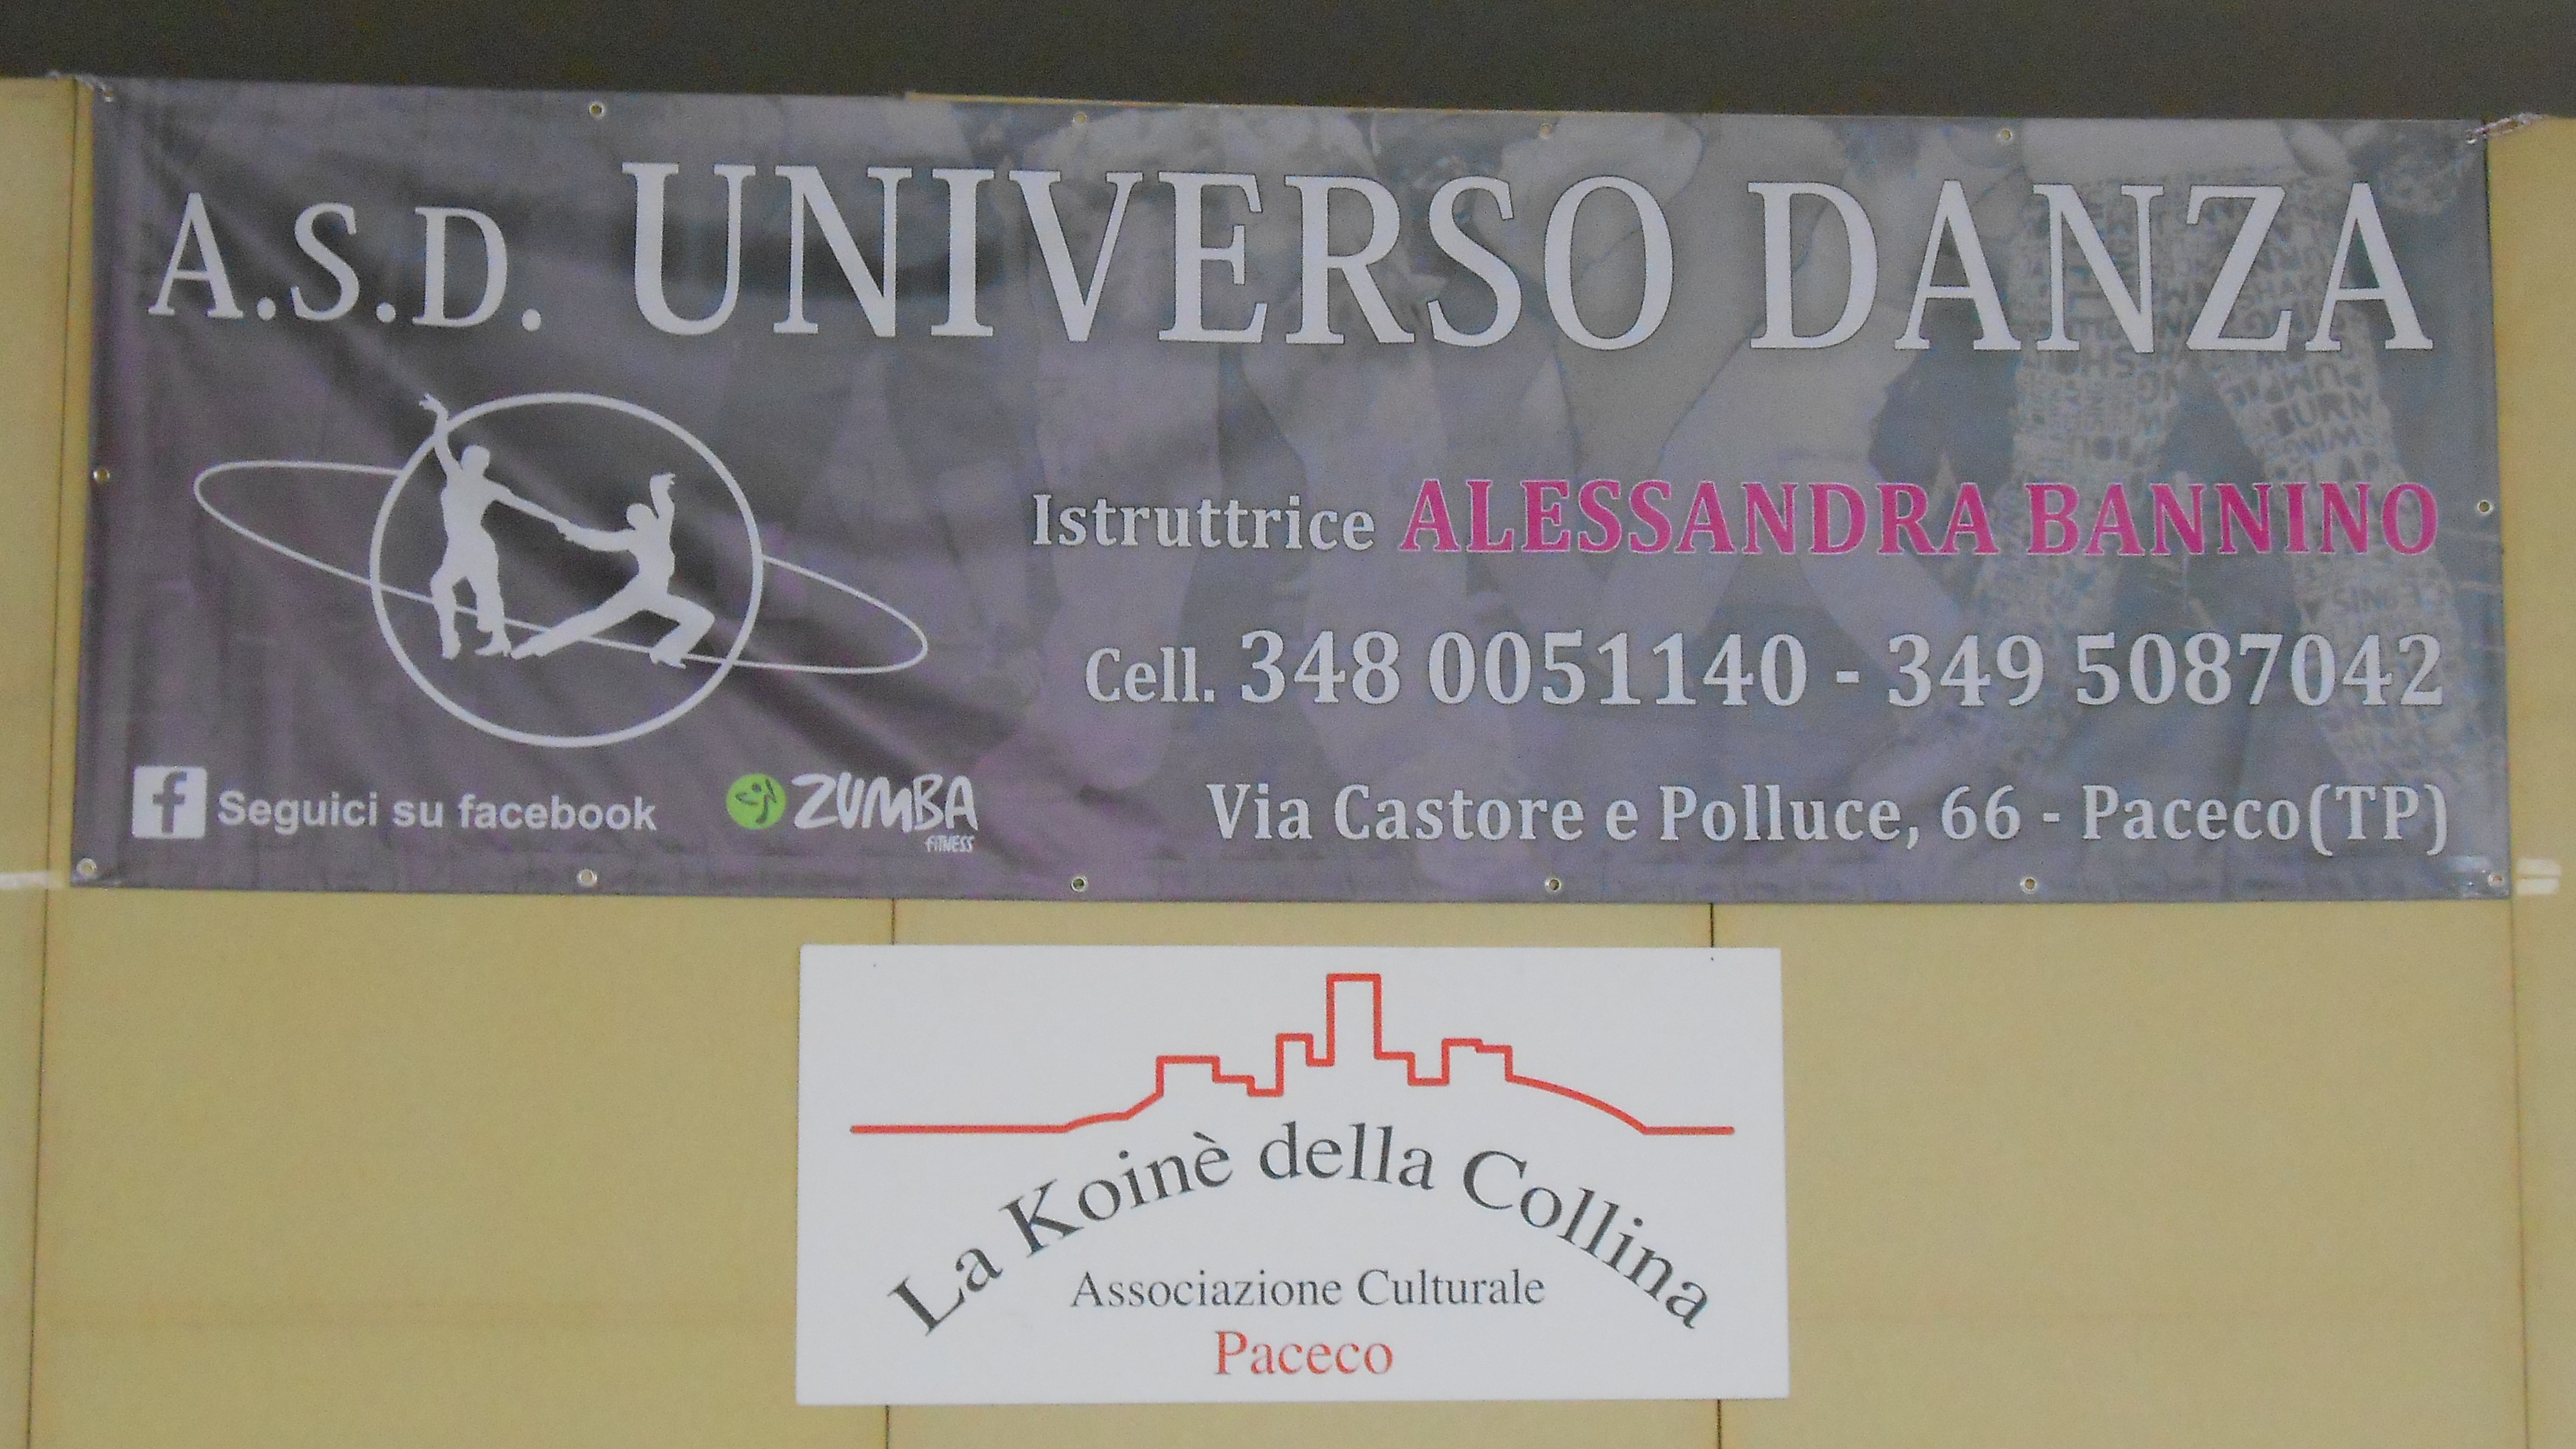 A.S.D. UNIVERSO DANZA
Istruttrice ALESSANDRA BANNINO
Cell. 348 0051140 - 349 5087042
Seguici su facebook
ZUMBA
FITNESS
Via Castore e Polluce, 66 - Paceco(TP)
La Koinè della Collina
Associazione Culturale
Paceco